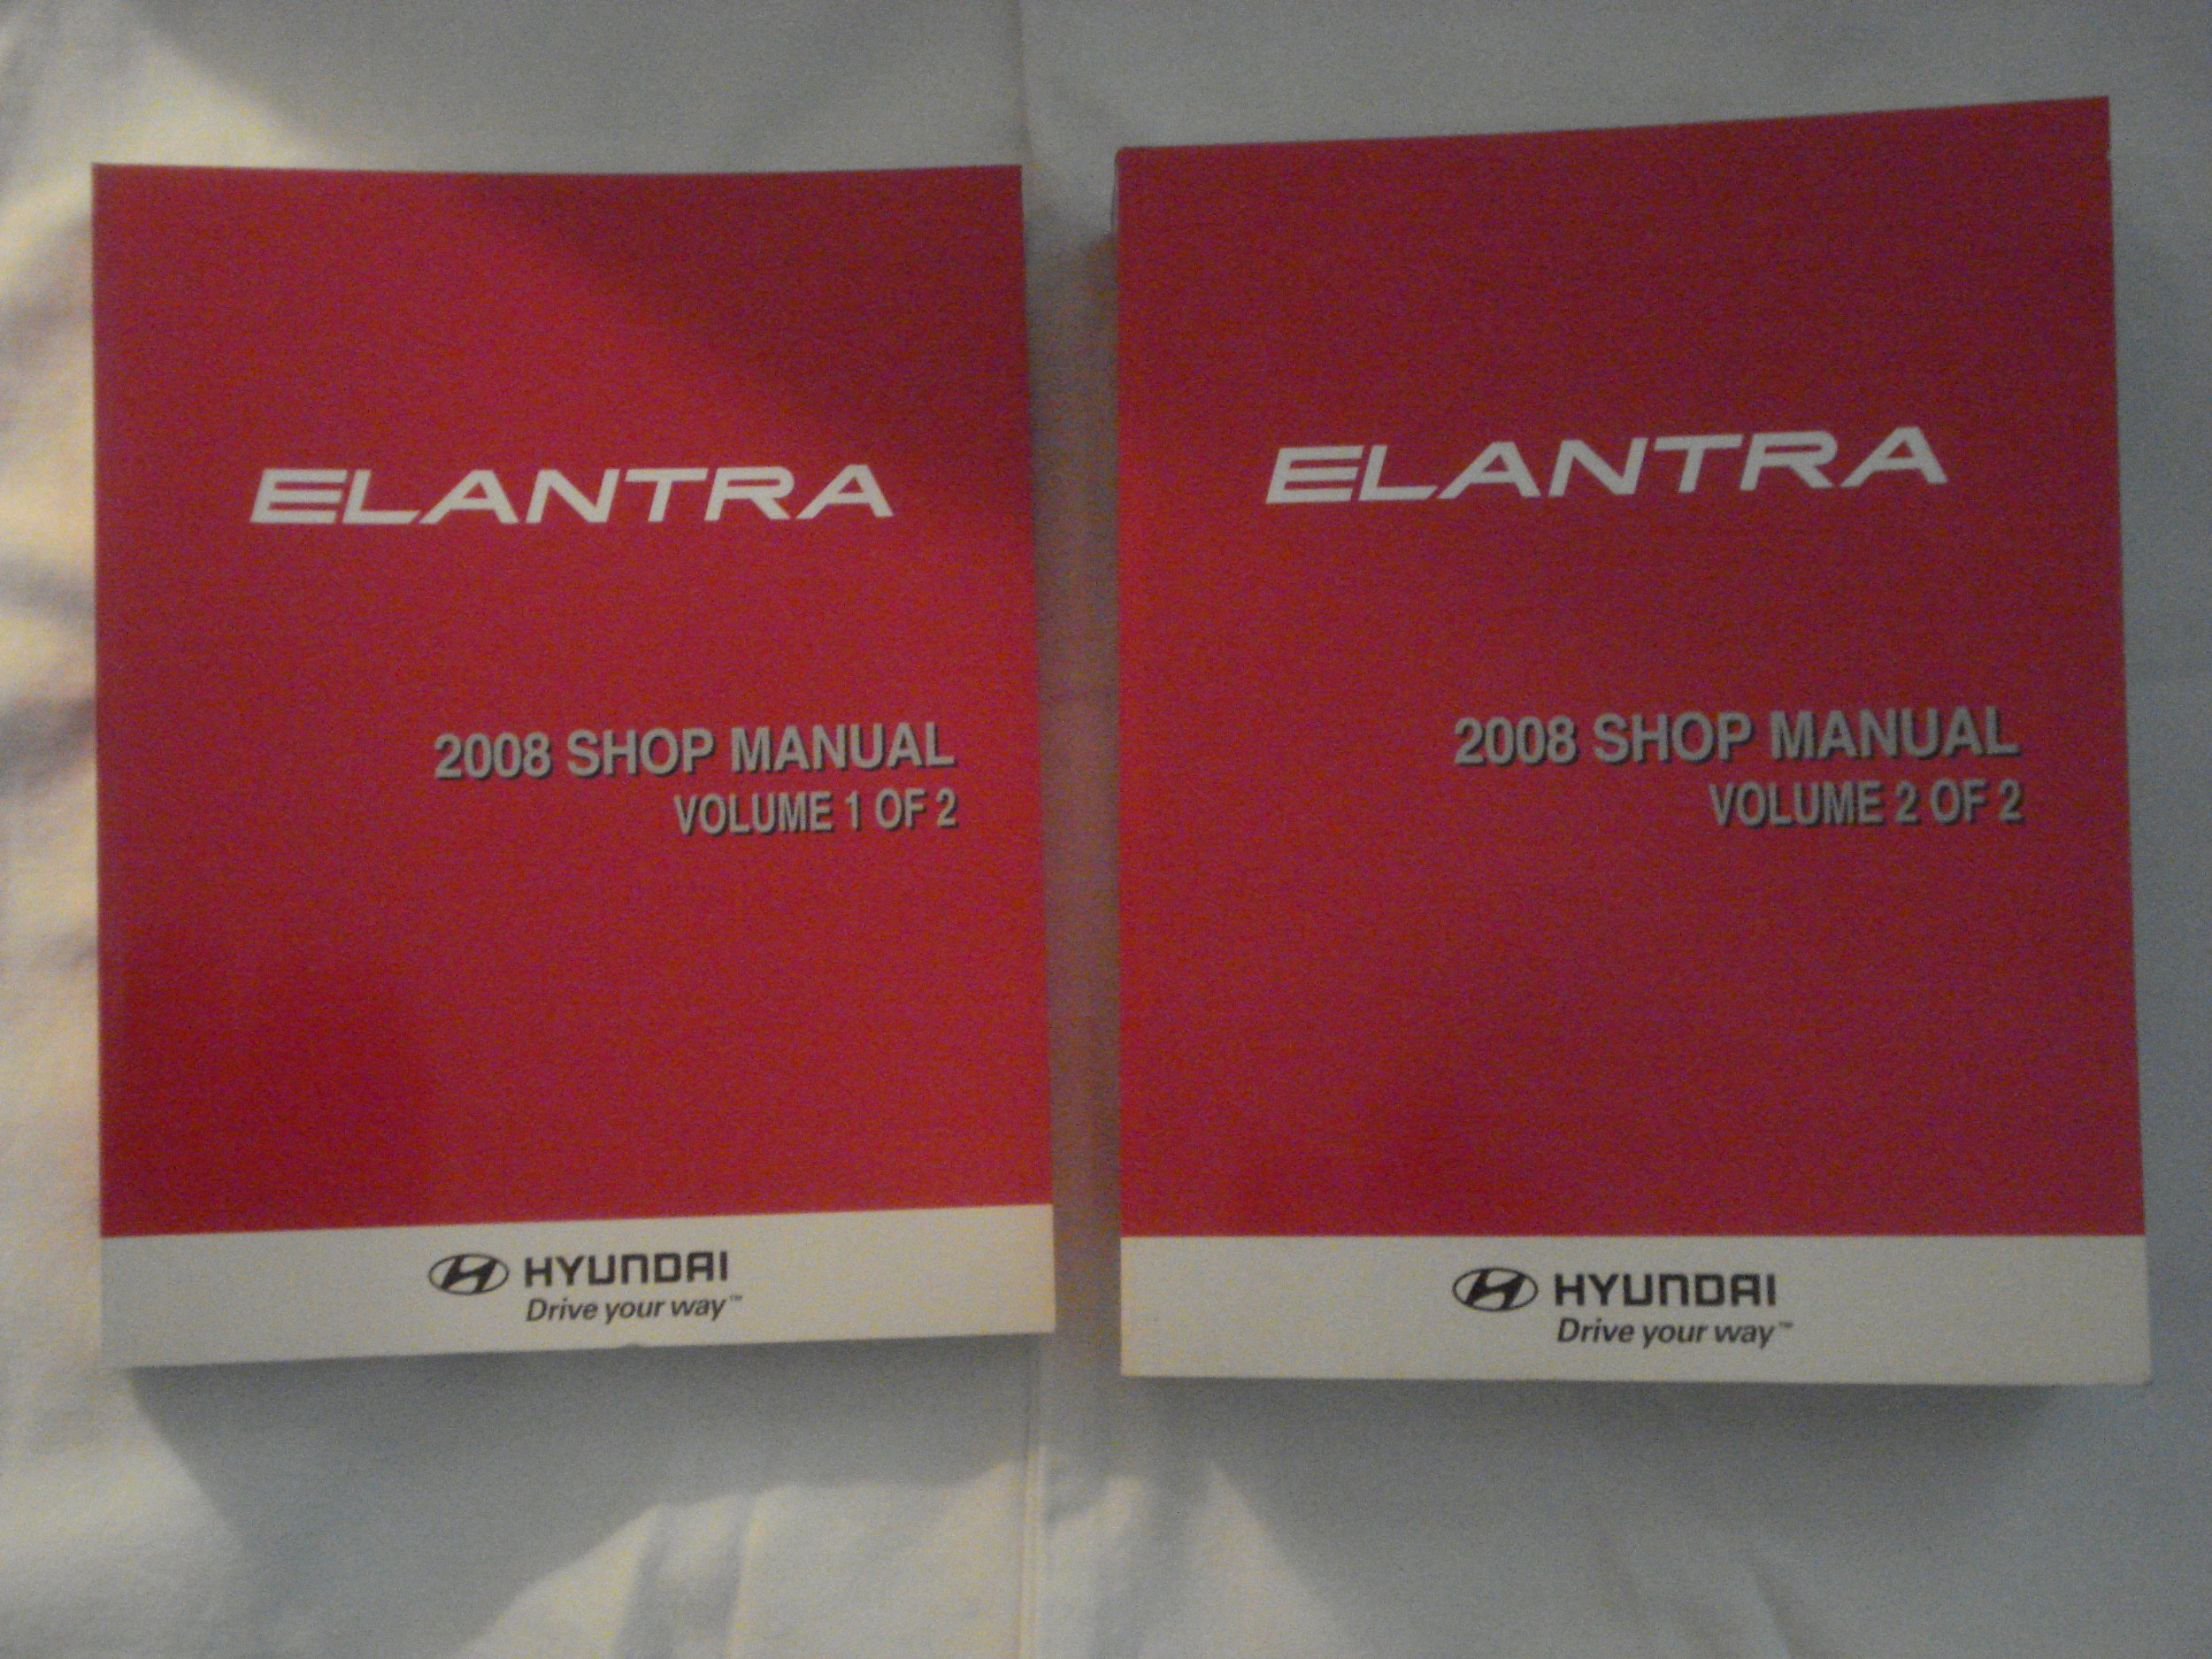 ELANTRA
2008 SHOP MANUAL
VOLUME 1 OF 2
HYUNDAI
Drive your way™
ELANTRA
2008 SHOP MANUAL
VOLUME 2 OF 2
HYUNDAI
Drive your way™